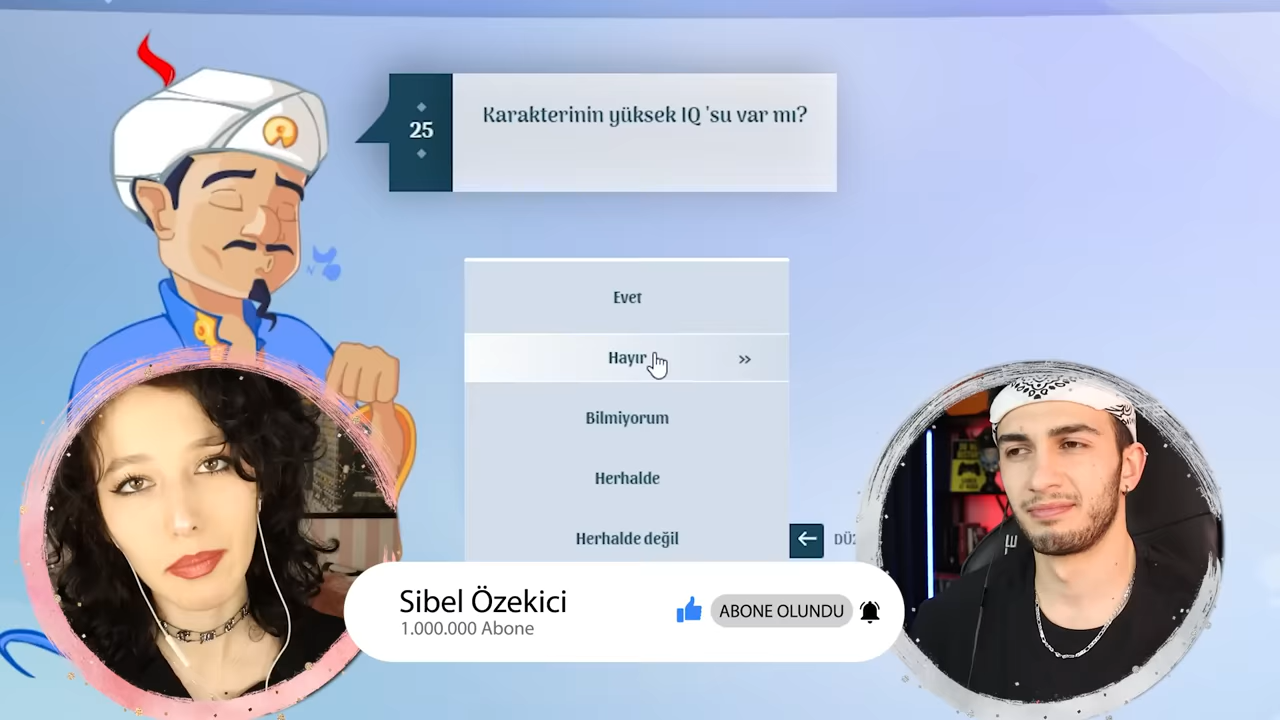 25
Karakterinin yüksek IQ 'su var mı?
Evet
Hayır
Bilmiyorum
Herhalde
Herhalde değil
Sibel Özekici
1.000.000 Abone
ABONE OLUNDU